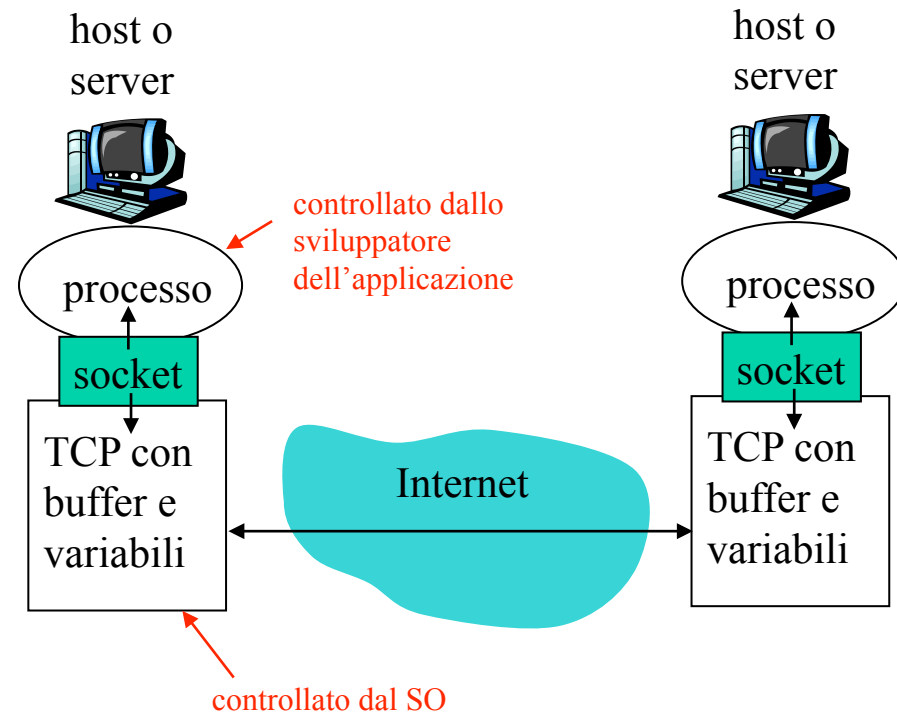 host o
server
host o
server
controllato dallo
sviluppatore
dell’applicazione
processo
processo
socket
socket
TCP con
buffer e
variabili
Internet
TCP con
buffer e
variabili
controllato dal SO